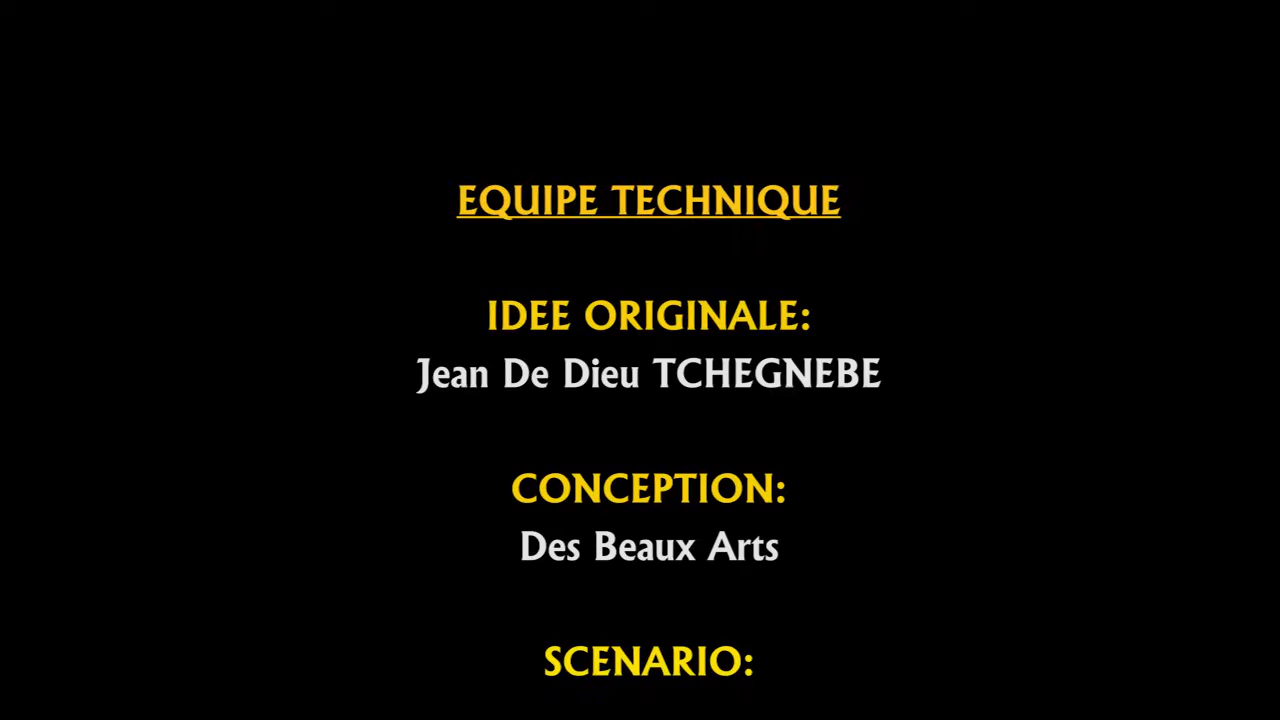 EQUIPE TECHNIQUE
IDEE ORIGINALE:
Jean De Dieu TCHEGNEBE
CONCEPTION:
Des Beaux Arts
SCENARIO: